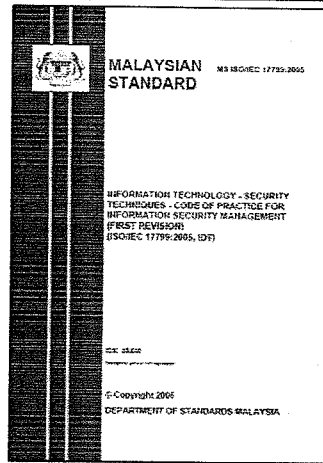 MALAYSIAN
STANDARD
MS ISO/IEC 17799:2005
INFORMATION TECHNOLOGY - SECURITY
TECHNIQUES - CODE OF PRACTICE FOR
INFORMATION SECURITY MANAGEMENT
(FIRST REVISION)
(ISO/IEC 17799:2005, IDT)
© Copyright 2006
DEPARTMENT OF STANDARDS MALAYSIA